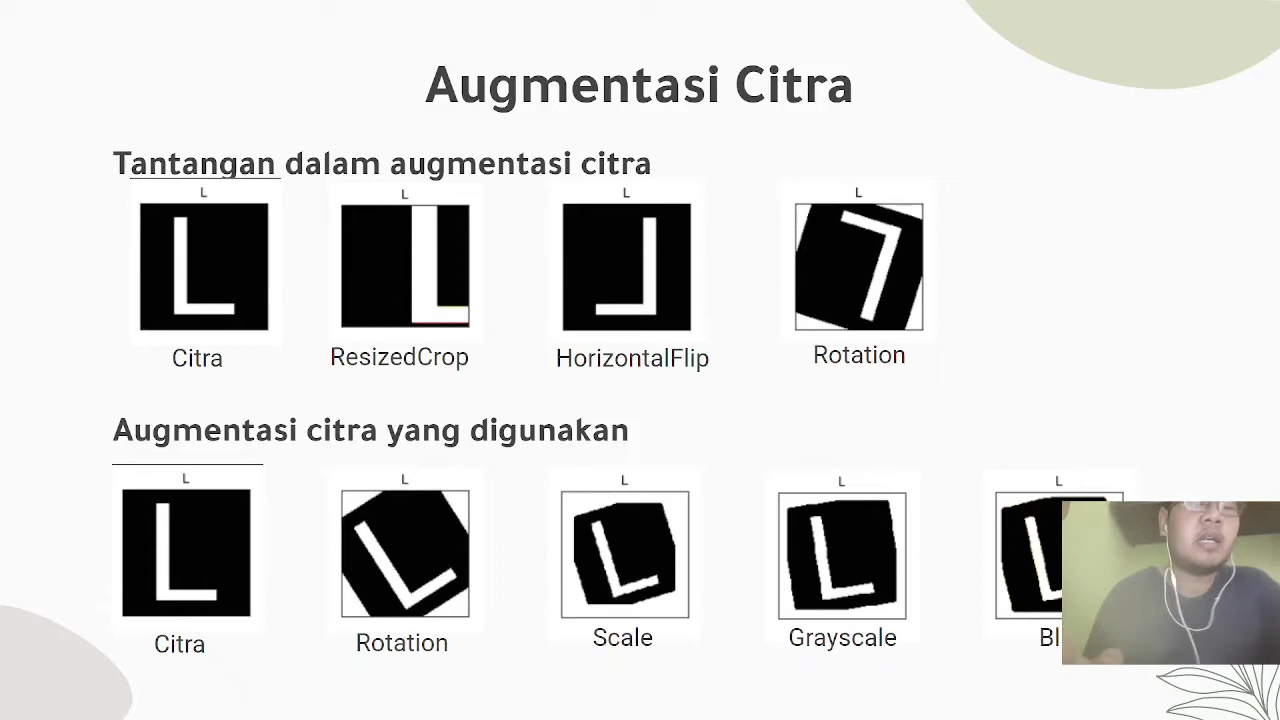 Augmentasi Citra
Tantangan dalam augmentasi citra
L L L L
Citra ResizedCrop HorizontalFlip Rotation
Augmentasi citra yang digunakan
L L L L L
Citra Rotation Scale Grayscale